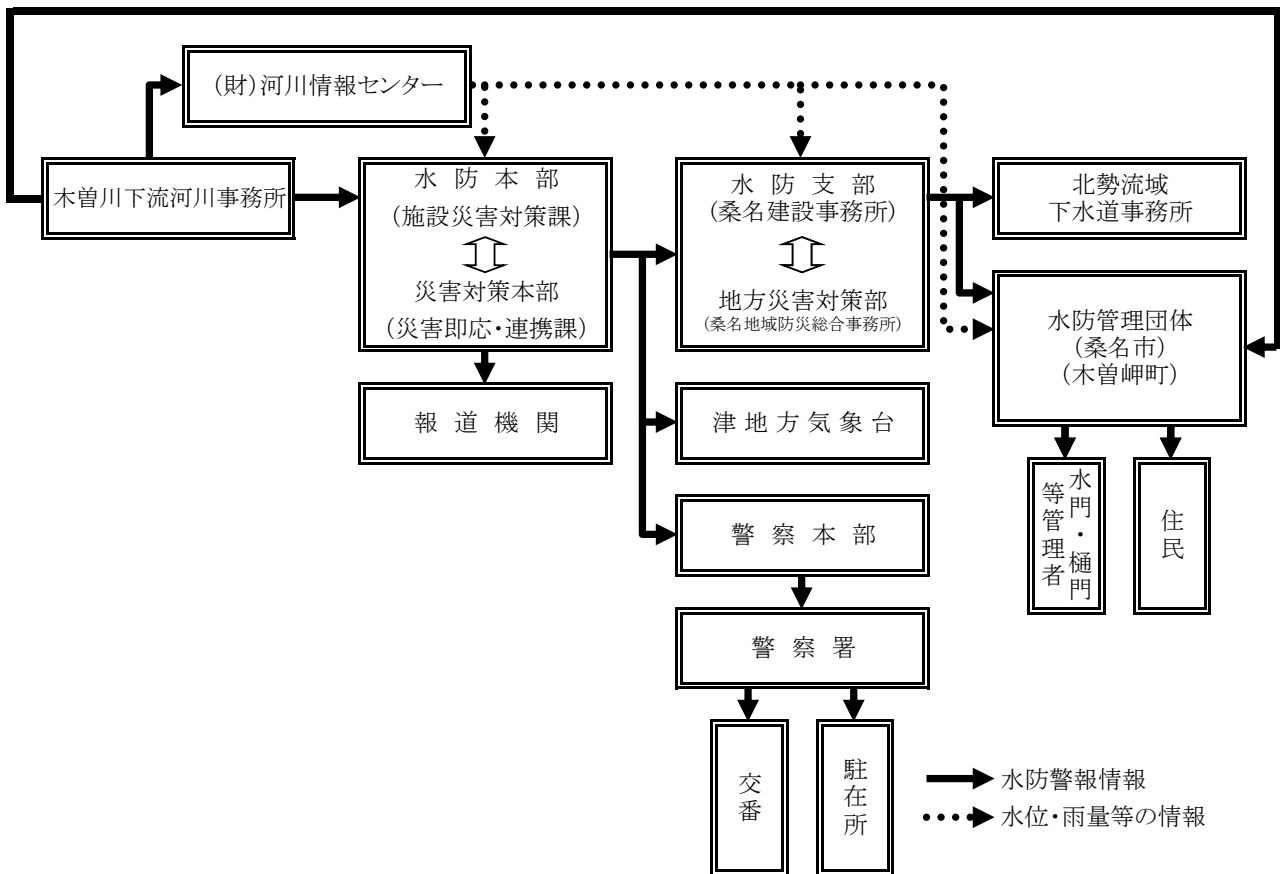 (財)河川情報センター
木曽川下流河川事務所
水防本部
(施設災害対策課)
災害対策本部
(災害即応・連携課)
水防支部
(桑名建設事務所)
地方災害対策部
(桑名地域防災総合事務所)
北勢流域
下水道事務所
水防管理団体
(桑名市)
(木曽岬町)
報道機関
津地方気象台
警察本部
水門・樋門
等管理者
住民
警察署
交番
駐在所
水防警報情報
水位・雨量等の情報